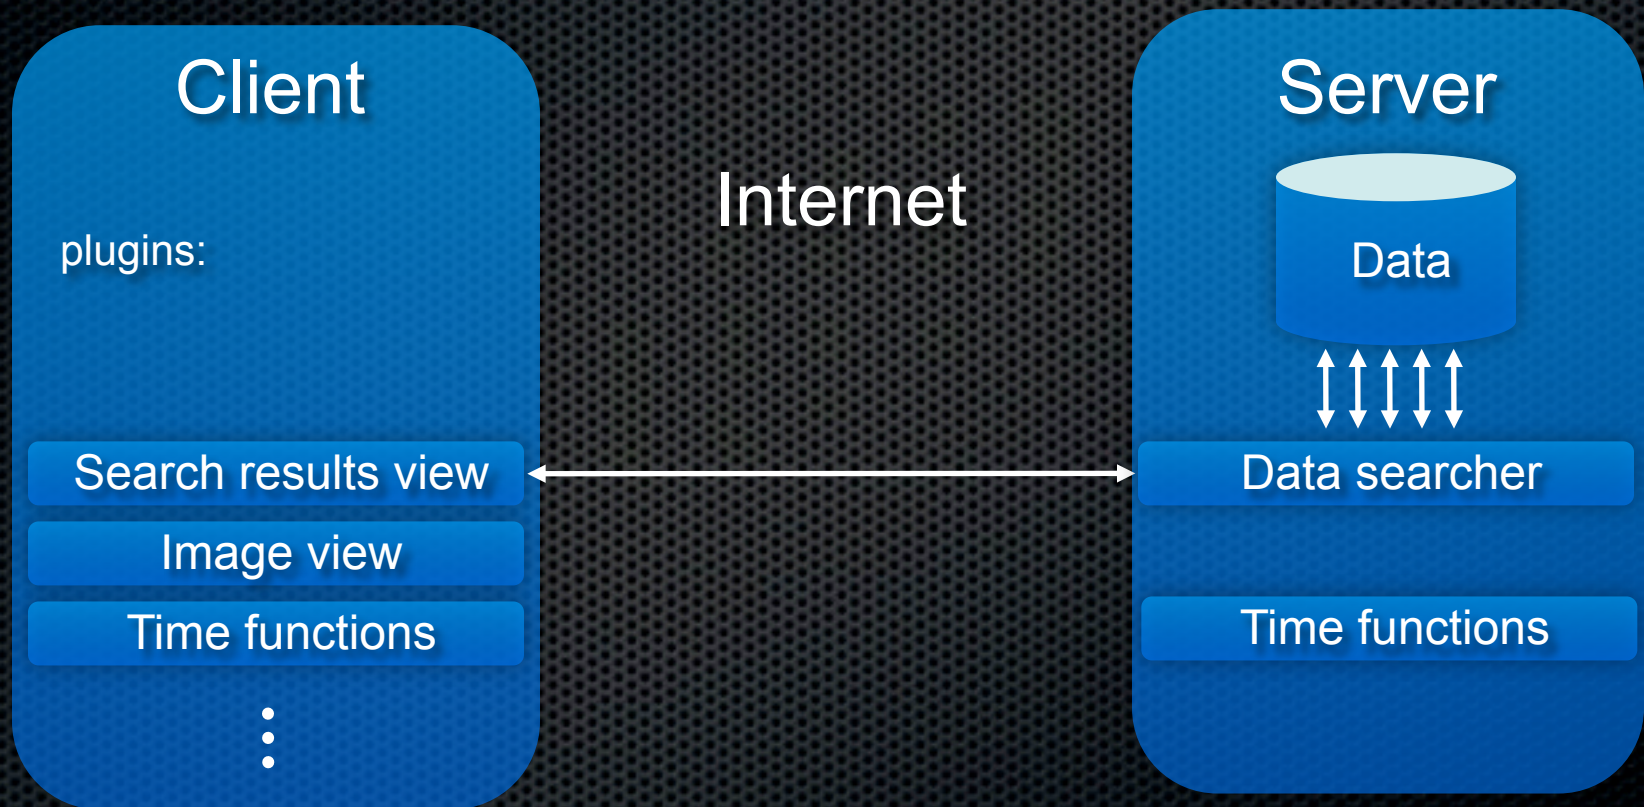 Client
plugins:
Search results view
Image view
Time functions
Internet
Server
Data
Data searcher
Time functions